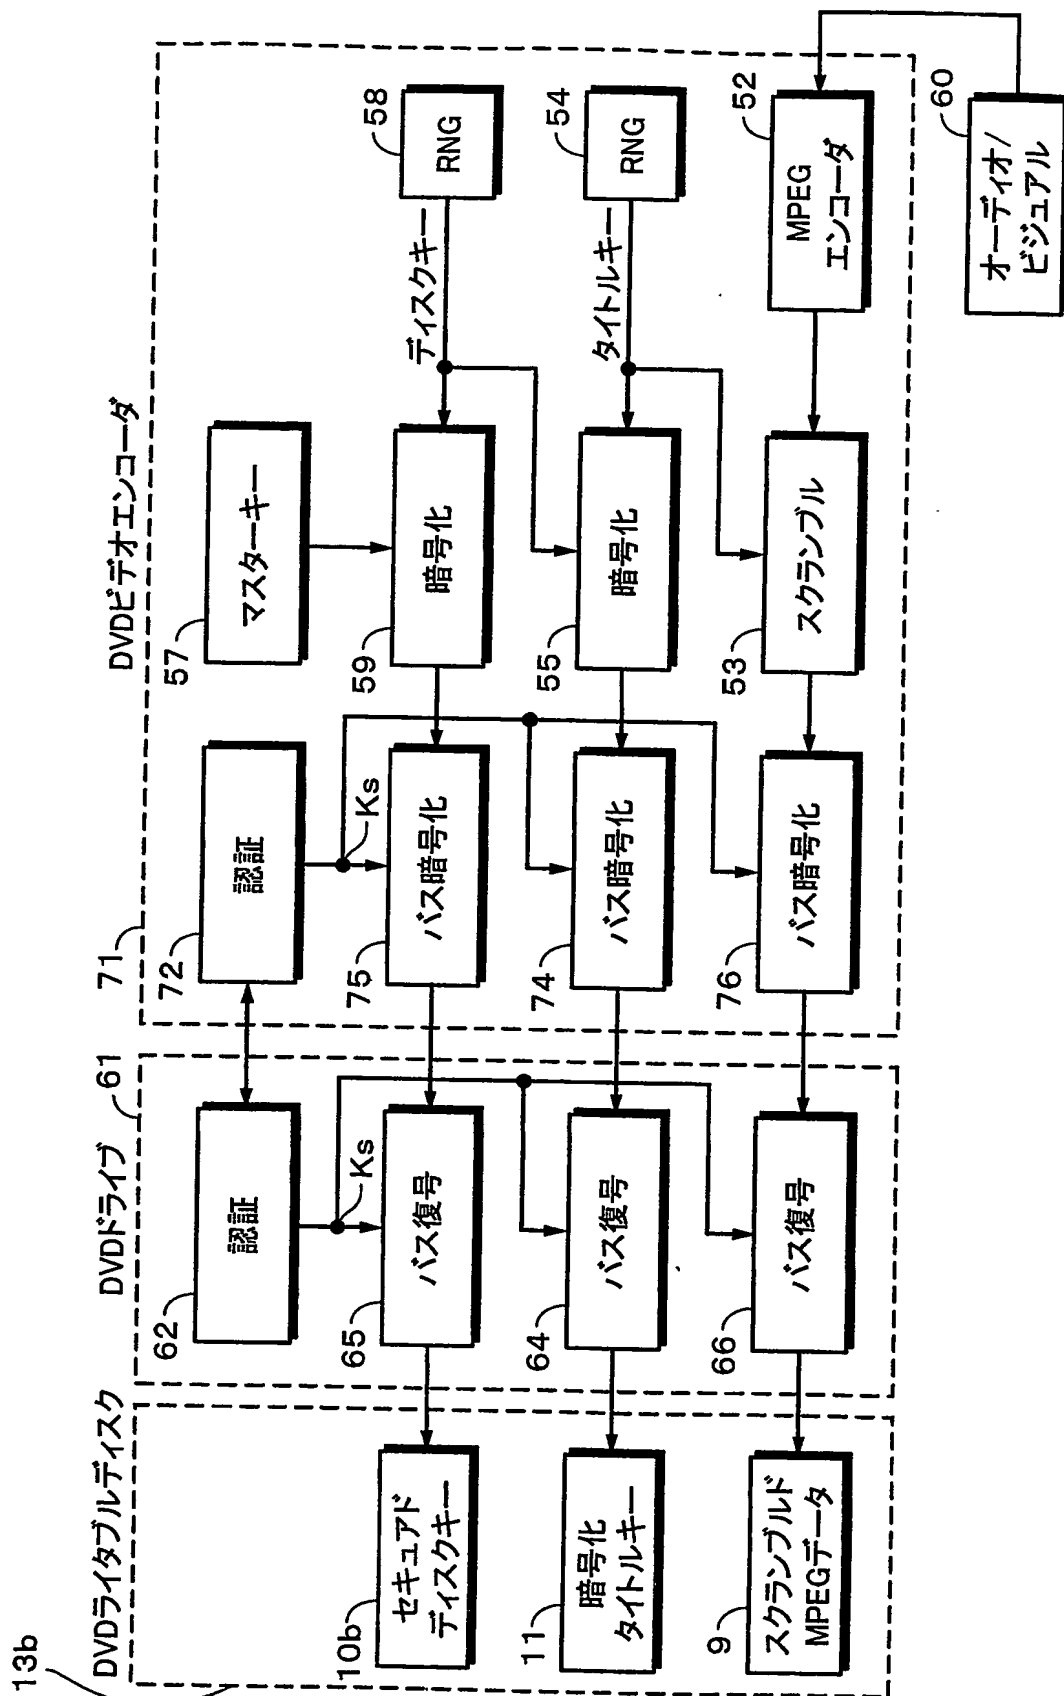 13b
DVDライタブルディスク
DVDドライブ
61
71
DVDビデオエンコーダ
62
認証
72
認証
57
マスターキー
Ks
Ks
10b
セキュアド
ディスクキー
65
バス復号
75
バス暗号化
59
暗号化
ディスクキー
58
RNG
11
暗号化
タイトルキー
64
バス復号
74
バス暗号化
55
暗号化
タイトルキー
54
RNG
9
スクランブルド
MPEGデータ
66
バス復号
76
バス暗号化
53
スクランブル
52
MPEG
エンコーダ
60
オーディオ/
ビジュアル